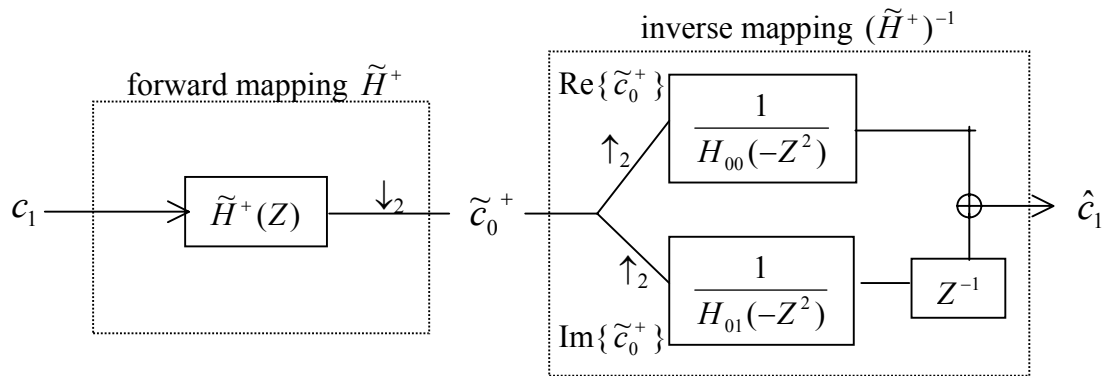 forward mapping H̃⁺
c₁
H̃⁺(Z)
↓₂
c̃₀⁺
inverse mapping (H̃⁺)⁻¹
Re{c̃₀⁺}
↑₂
1 / H₀₀(−Z²)
↑₂
Im{c̃₀⁺}
1 / H₀₁(−Z²)
Z⁻¹
ĉ₁